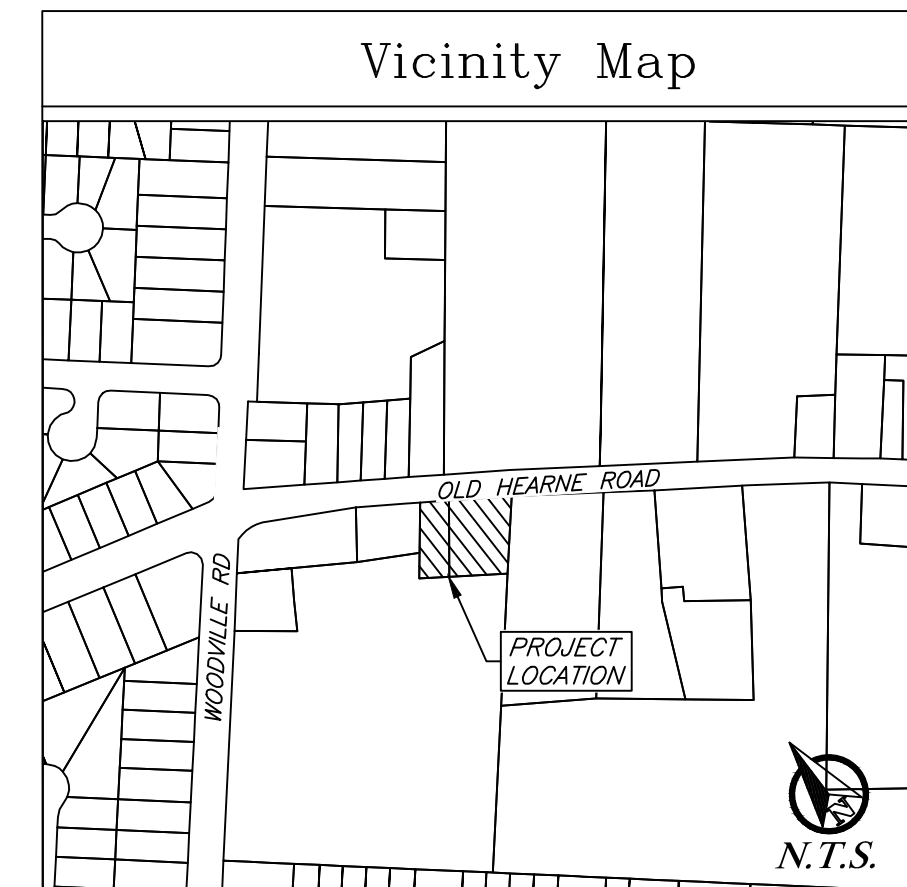 Vicinity Map
OLD HEARNE ROAD
WOODVILLE RD
PROJECT
LOCATION
N
N.T.S.